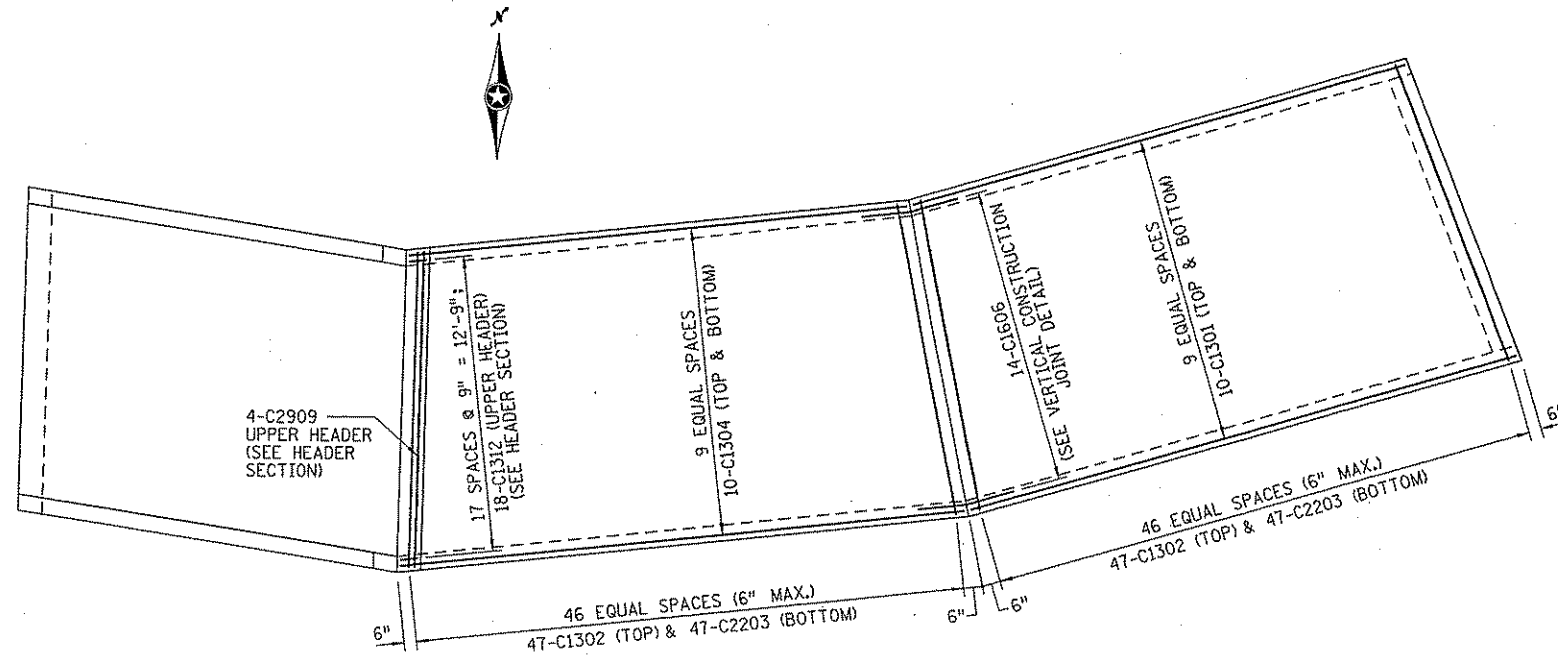 N
4-C2909
UPPER HEADER
(SEE HEADER
SECTION)
17 SPACES @ 9" = 12'-9";
18-C1312 (UPPER HEADER)
(SEE HEADER SECTION)
9 EQUAL SPACES
10-C1304 (TOP & BOTTOM)
14-C1606
(SEE VERTICAL CONSTRUCTION
JOINT DETAIL)
9 EQUAL SPACES
10-C1301 (TOP & BOTTOM)
6"
46 EQUAL SPACES (6" MAX.)
47-C1302 (TOP) & 47-C2203 (BOTTOM)
6"
6"
46 EQUAL SPACES (6" MAX.)
47-C1302 (TOP) & 47-C2203 (BOTTOM)
6"